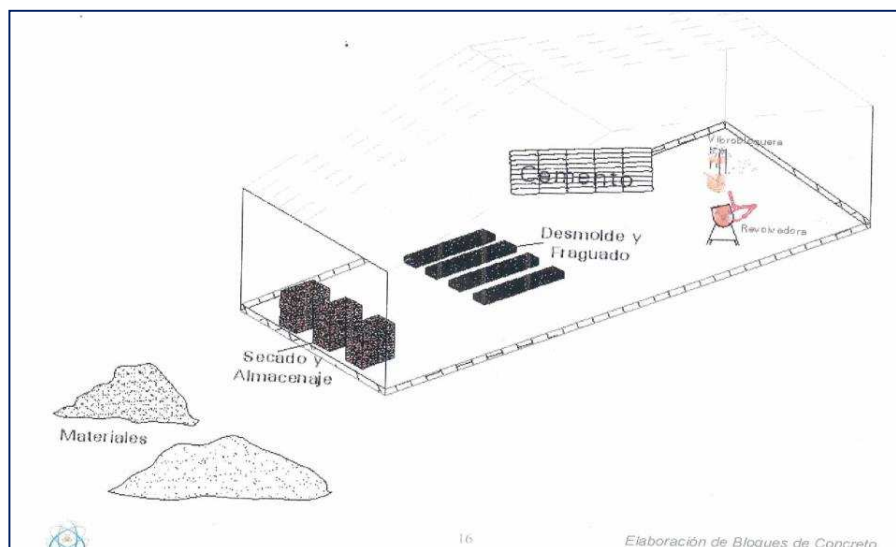 Vibrobloquera
Cemento
Revolvedora
Desmolde y
Fraguado
Secado y
Almacenaje
Materiales
16
Elaboración de Bloques de Concreto